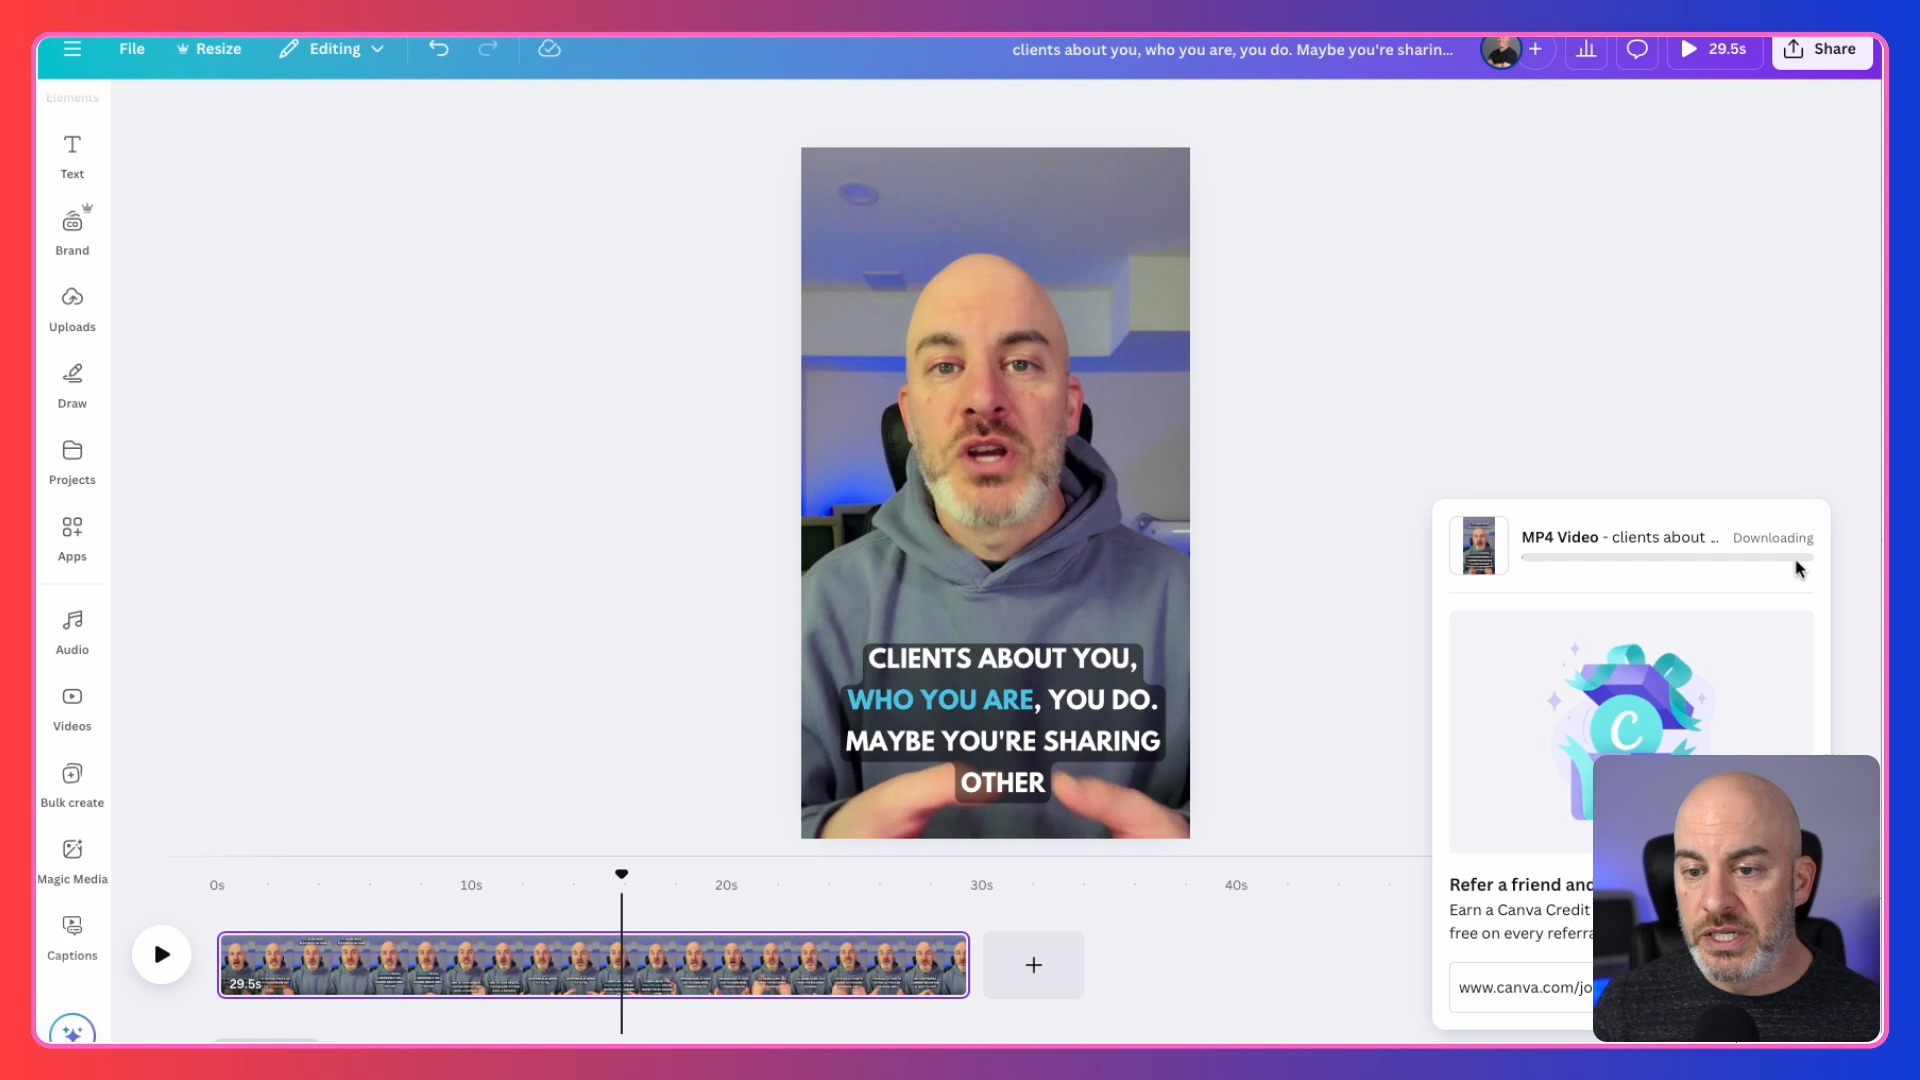 File
Resize
Editing
clients about you, who you are, you do. Maybe you're sharin...
29.5s
Share
Elements
Text
Brand
Uploads
Draw
Projects
Apps
Audio
Videos
Bulk create
Magic Media
Captions
CLIENTS ABOUT YOU,
WHO YOU ARE, YOU DO.
MAYBE YOU'RE SHARING
OTHER
MP4 Video - clients about ...
Downloading
C
Refer a friend and
Earn a Canva Credit
free on every referra
www.canva.com/jo
0s
10s
20s
30s
40s
29.5s